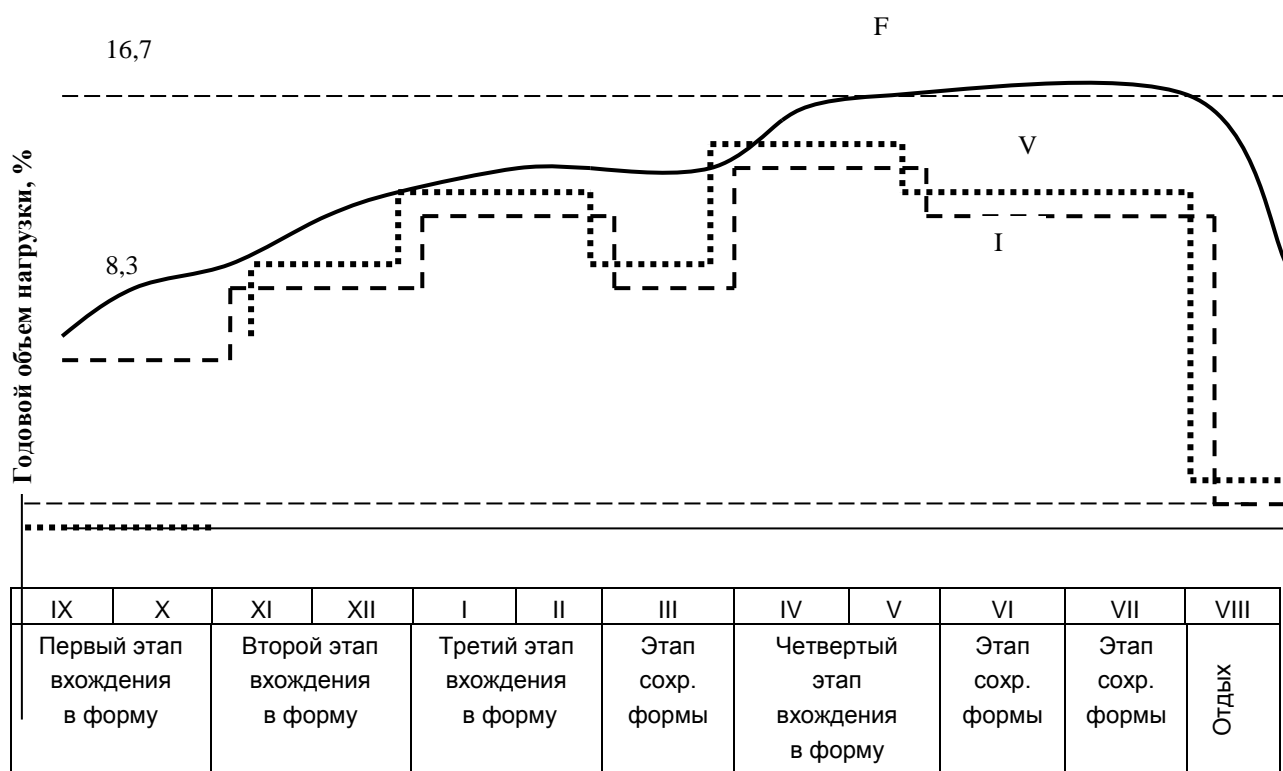 F
16,7
V
I
8,3
Годовой объем нагрузки, %
IX X XI XII I II III IV V VI VII VIII
Первый этап
вхождения
в форму
Второй этап
вхождения
в форму
Третий этап
вхождения
в форму
Этап
сохр.
формы
Четвертый
этап
вхождения
в форму
Этап
сохр.
формы
Этап
сохр.
формы
Отдых